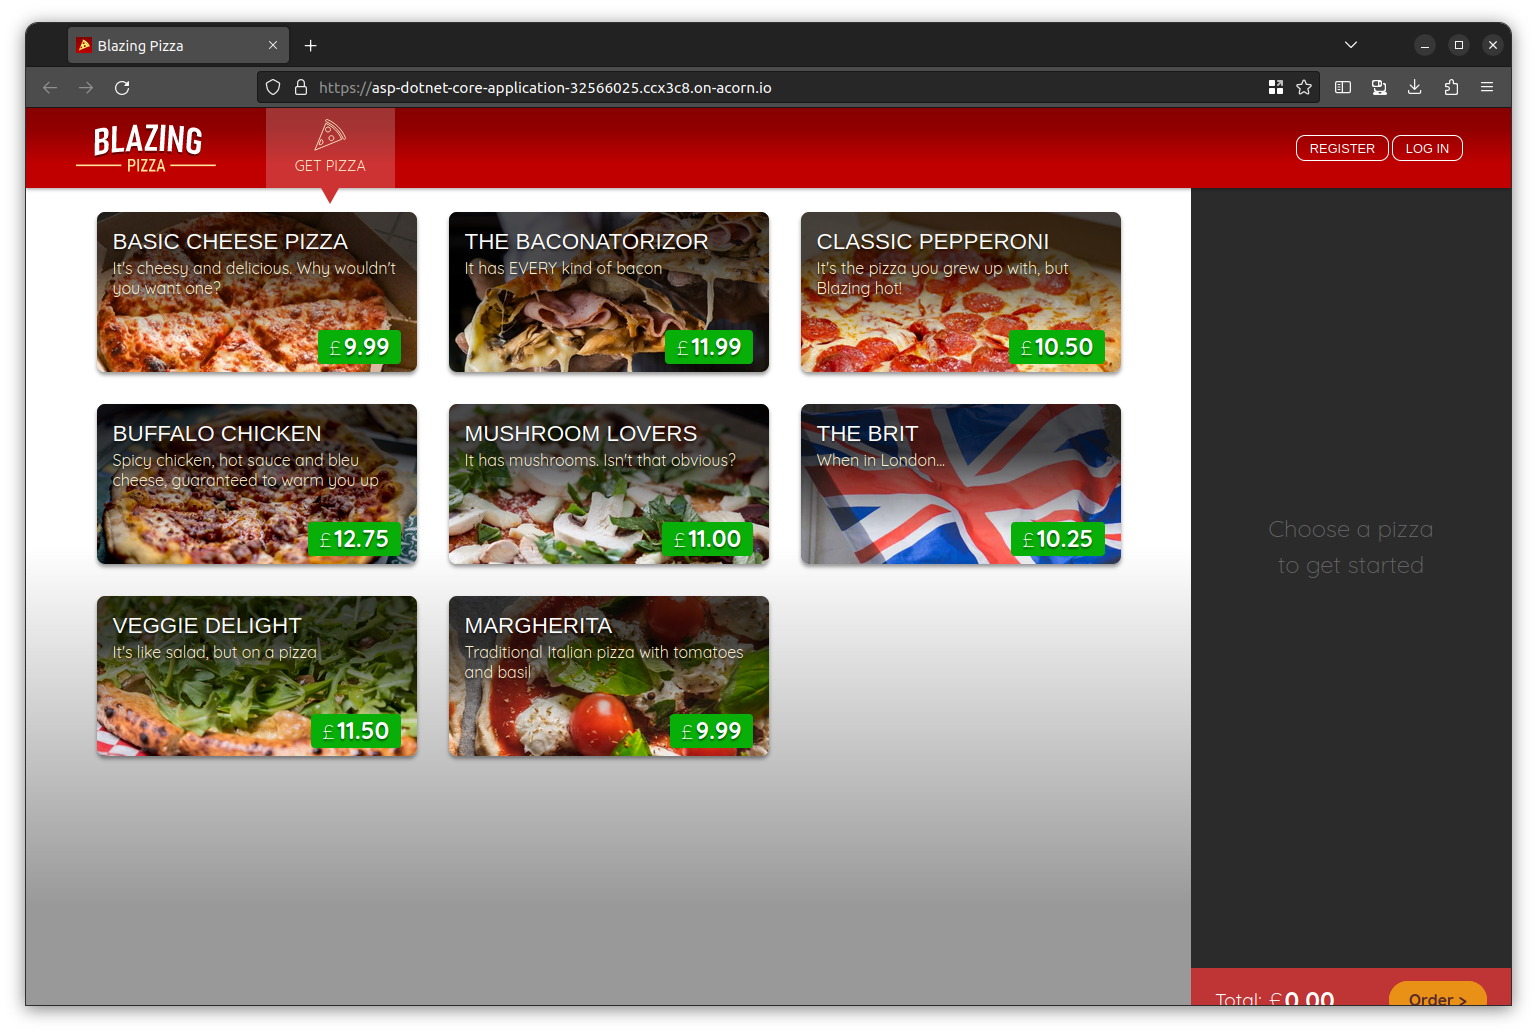 Blazing Pizza
https://asp-dotnet-core-application-32566025.ccx3c8.on-acorn.io
BLAZING
PIZZA
GET PIZZA
REGISTER
LOG IN
BASIC CHEESE PIZZA
It's cheesy and delicious. Why wouldn't
you want one?
£9.99
THE BACONATORIZOR
It has EVERY kind of bacon
£11.99
CLASSIC PEPPERONI
It's the pizza you grew up with, but
Blazing hot!
£10.50
BUFFALO CHICKEN
Spicy chicken, hot sauce and bleu
cheese, guaranteed to warm you up
£12.75
MUSHROOM LOVERS
It has mushrooms. Isn't that obvious?
£11.00
THE BRIT
When in London...
£10.25
VEGGIE DELIGHT
It's like salad, but on a pizza
£11.50
MARGHERITA
Traditional Italian pizza with tomatoes
and basil
£9.99
Choose a pizza
to get started
Total: £0.00
Order >